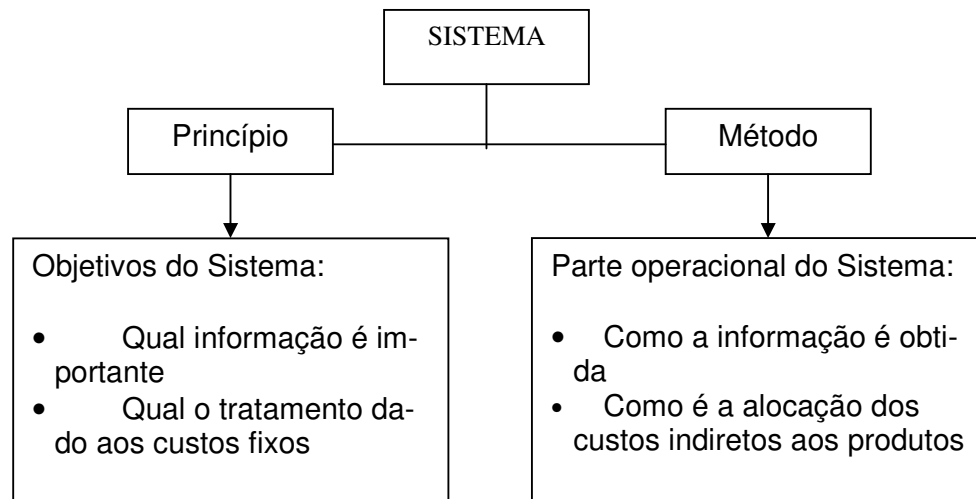 SISTEMA
Princípio
Método
Objetivos do Sistema:
• Qual informação é im-
portante
• Qual o tratamento da-
do aos custos fixos
Parte operacional do Sistema:
• Como a informação é obti-
da
• Como é a alocação dos
custos indiretos aos produtos